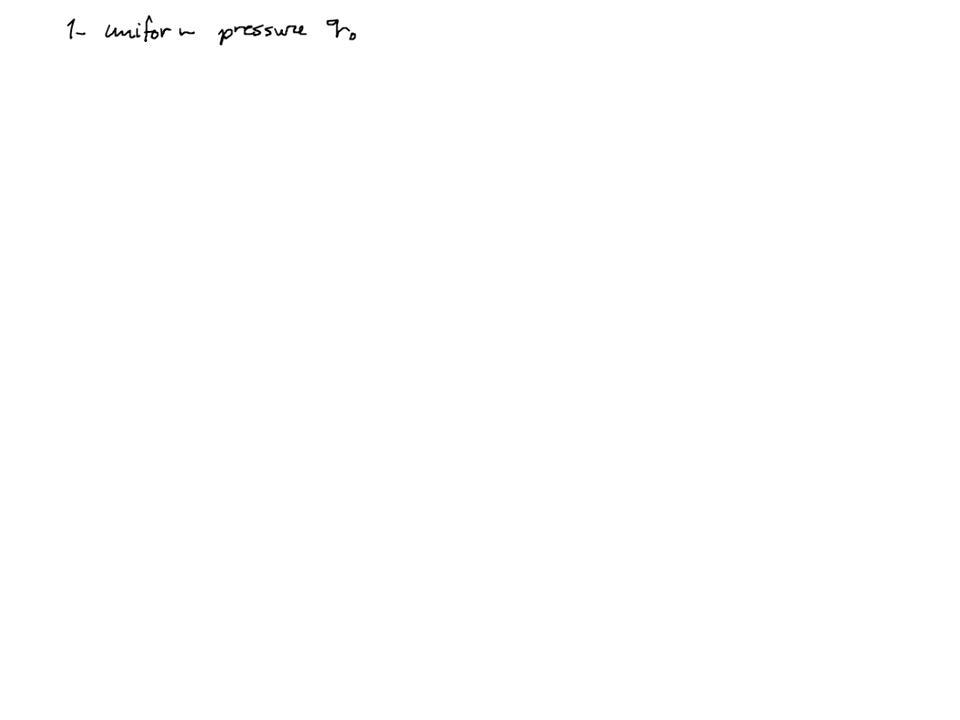 1- uniform pressure q₀